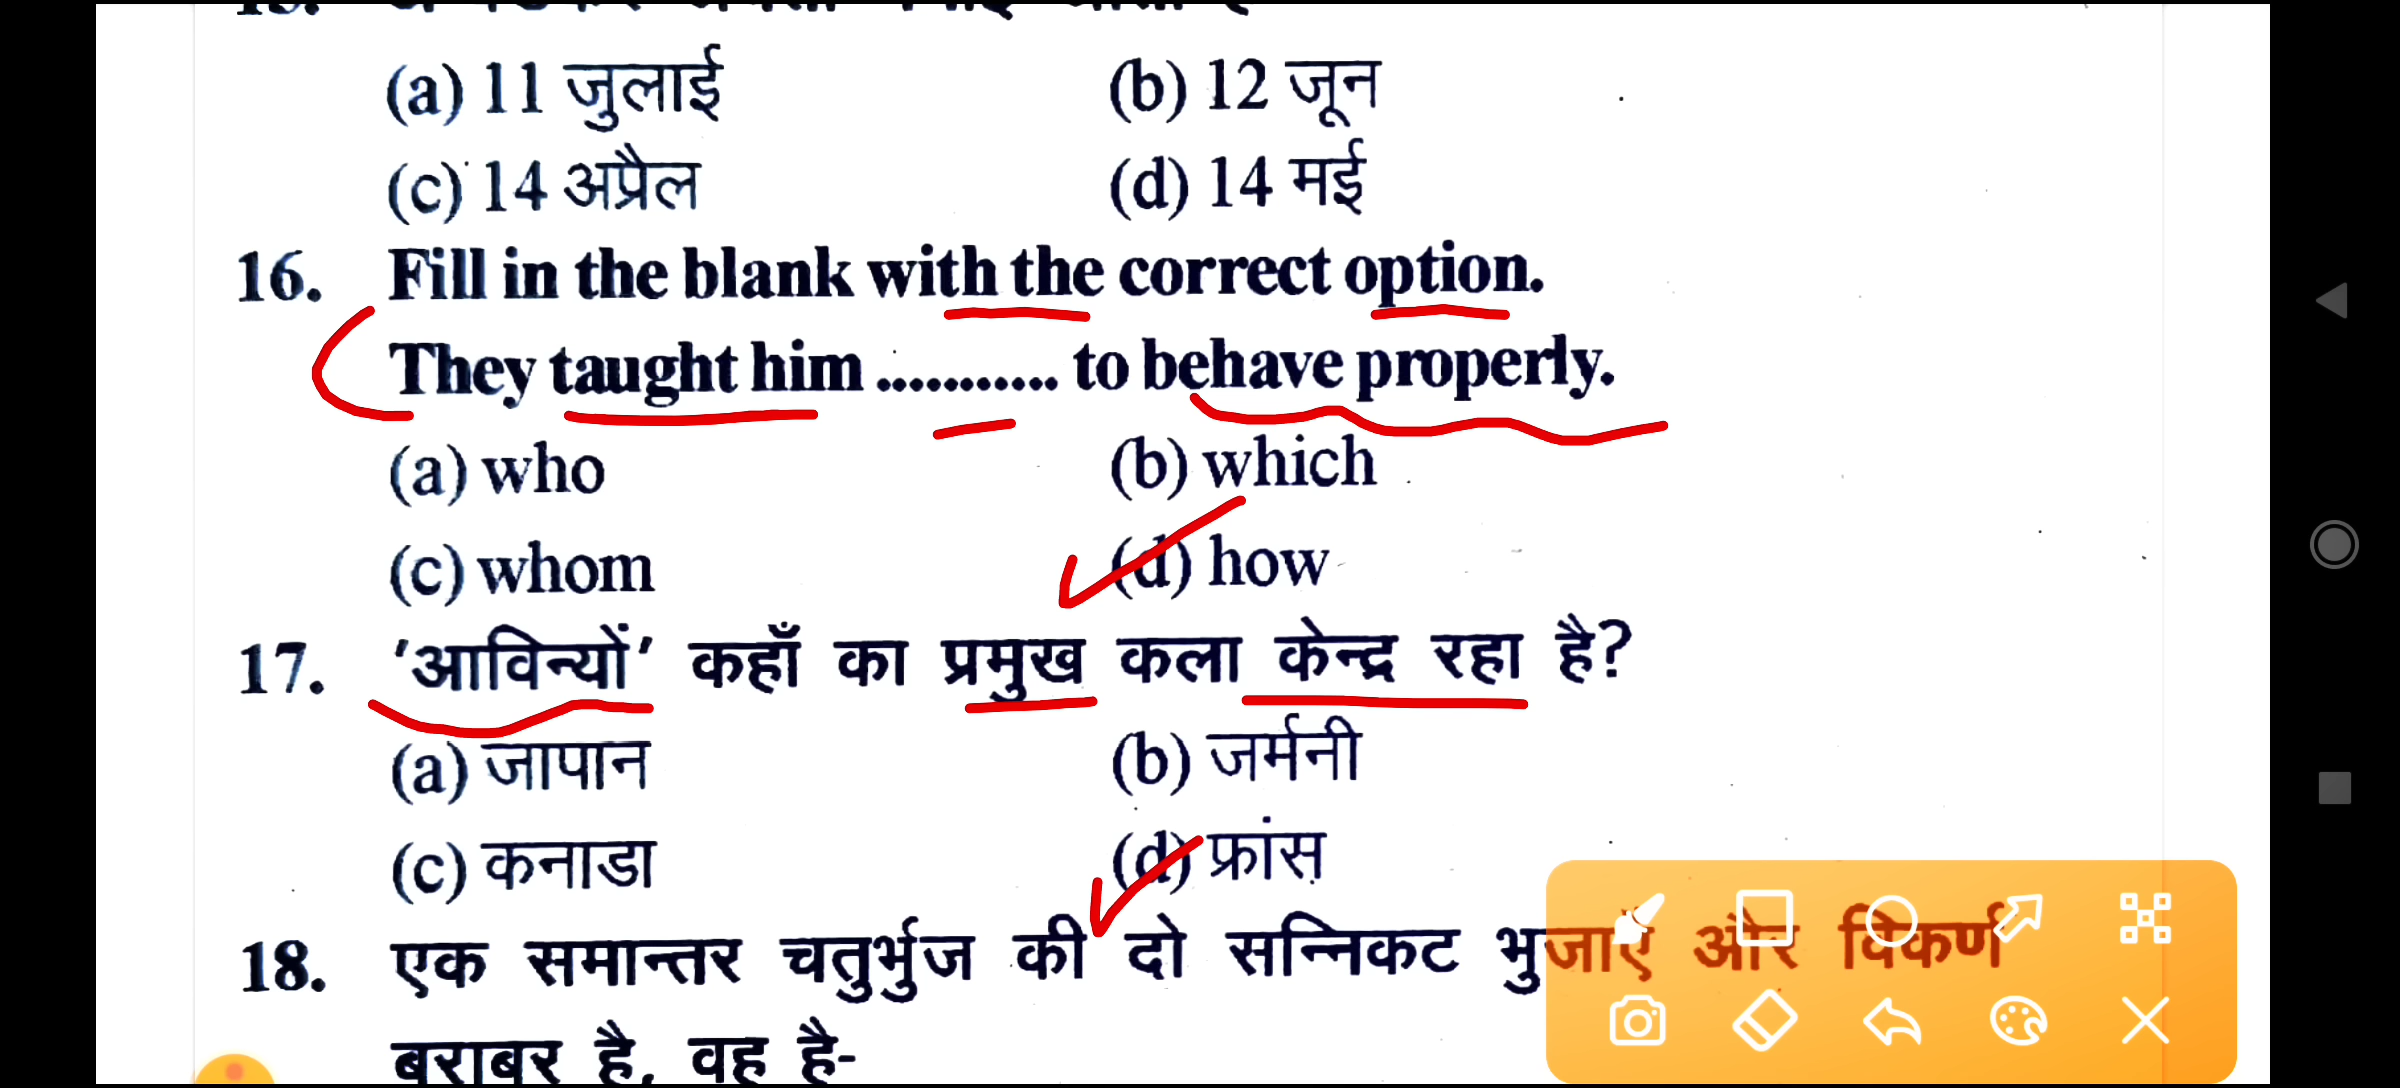 15.
(a) 11 जुलाई (b) 12 जून
(c) 14 अप्रैल (d) 14 मई
16. Fill in the blank with the correct option.
They taught him ........... to behave properly.
(a) who (b) which
(c) whom (d) how
17. 'आविन्यों' कहाँ का प्रमुख कला केन्द्र रहा है?
(a) जापान (b) जर्मनी
(c) कनाडा (d) फ्रांस
18. एक समान्तर चतुर्भुज की दो सन्निकट भुजाएँ और विकर्ण
बराबर है, वह है-